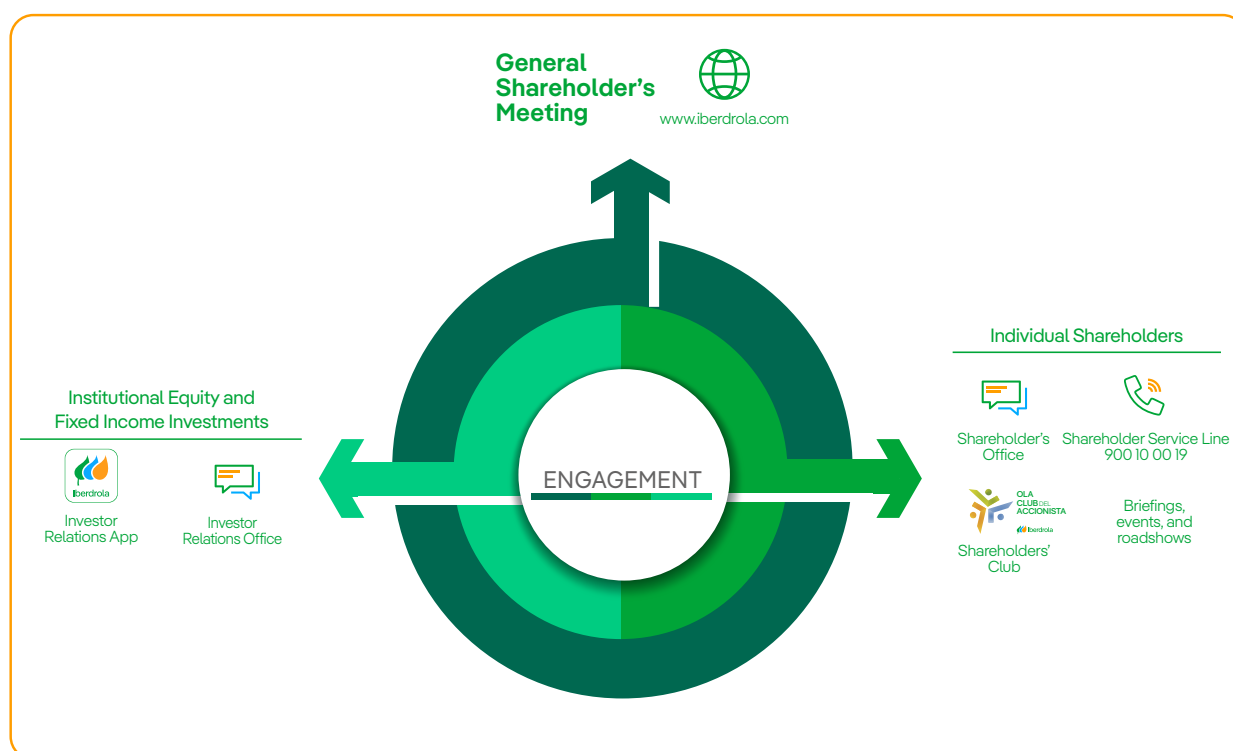 General
Shareholder's
Meeting
www.iberdrola.com
Institutional Equity and
Fixed Income Investments
Iberdrola
Investor
Relations App
Investor
Relations Office
ENGAGEMENT
Individual Shareholders
Shareholder's
Office
Shareholder Service Line
900 10 00 19
OLA
CLUB DEL
ACCIONISTA
Iberdrola
Shareholders'
Club
Briefings,
events, and
roadshows